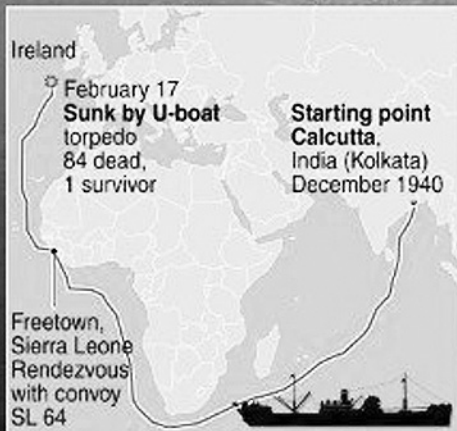 Ireland
February 17
Sunk by U-boat
torpedo
84 dead,
1 survivor
Starting point
Calcutta,
India (Kolkata)
December 1940
Freetown,
Sierra Leone
Rendezvous
with convoy
SL 64